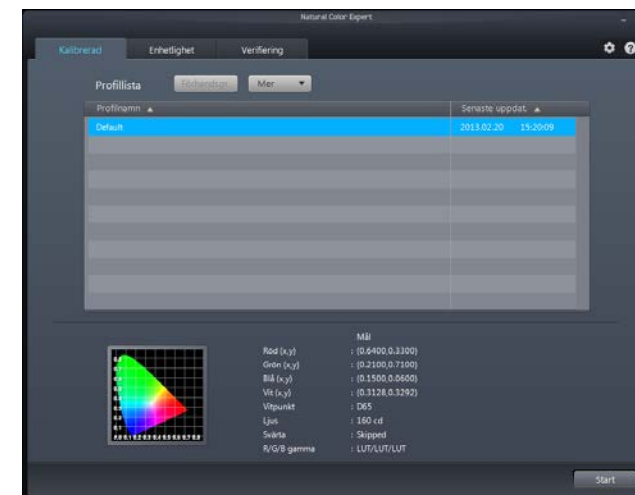 Natural Color Expert
Kalibrerad Enhetlighet Verifiering
Profillista Förhandsgr. Mer
Profilnamn Senaste uppdat.
Default 2013.02.20 15:20:09
Mål
Röd (x,y) : (0.6400,0.3300)
Grön (x,y) : (0.2100,0.7100)
Blå (x,y) : (0.1500,0.0600)
Vit (x,y) : (0.3128,0.3292)
Vitpunkt : D65
Ljus : 160 cd
Svärta : Skipped
R/G/B gamma : LUT/LUT/LUT
Start